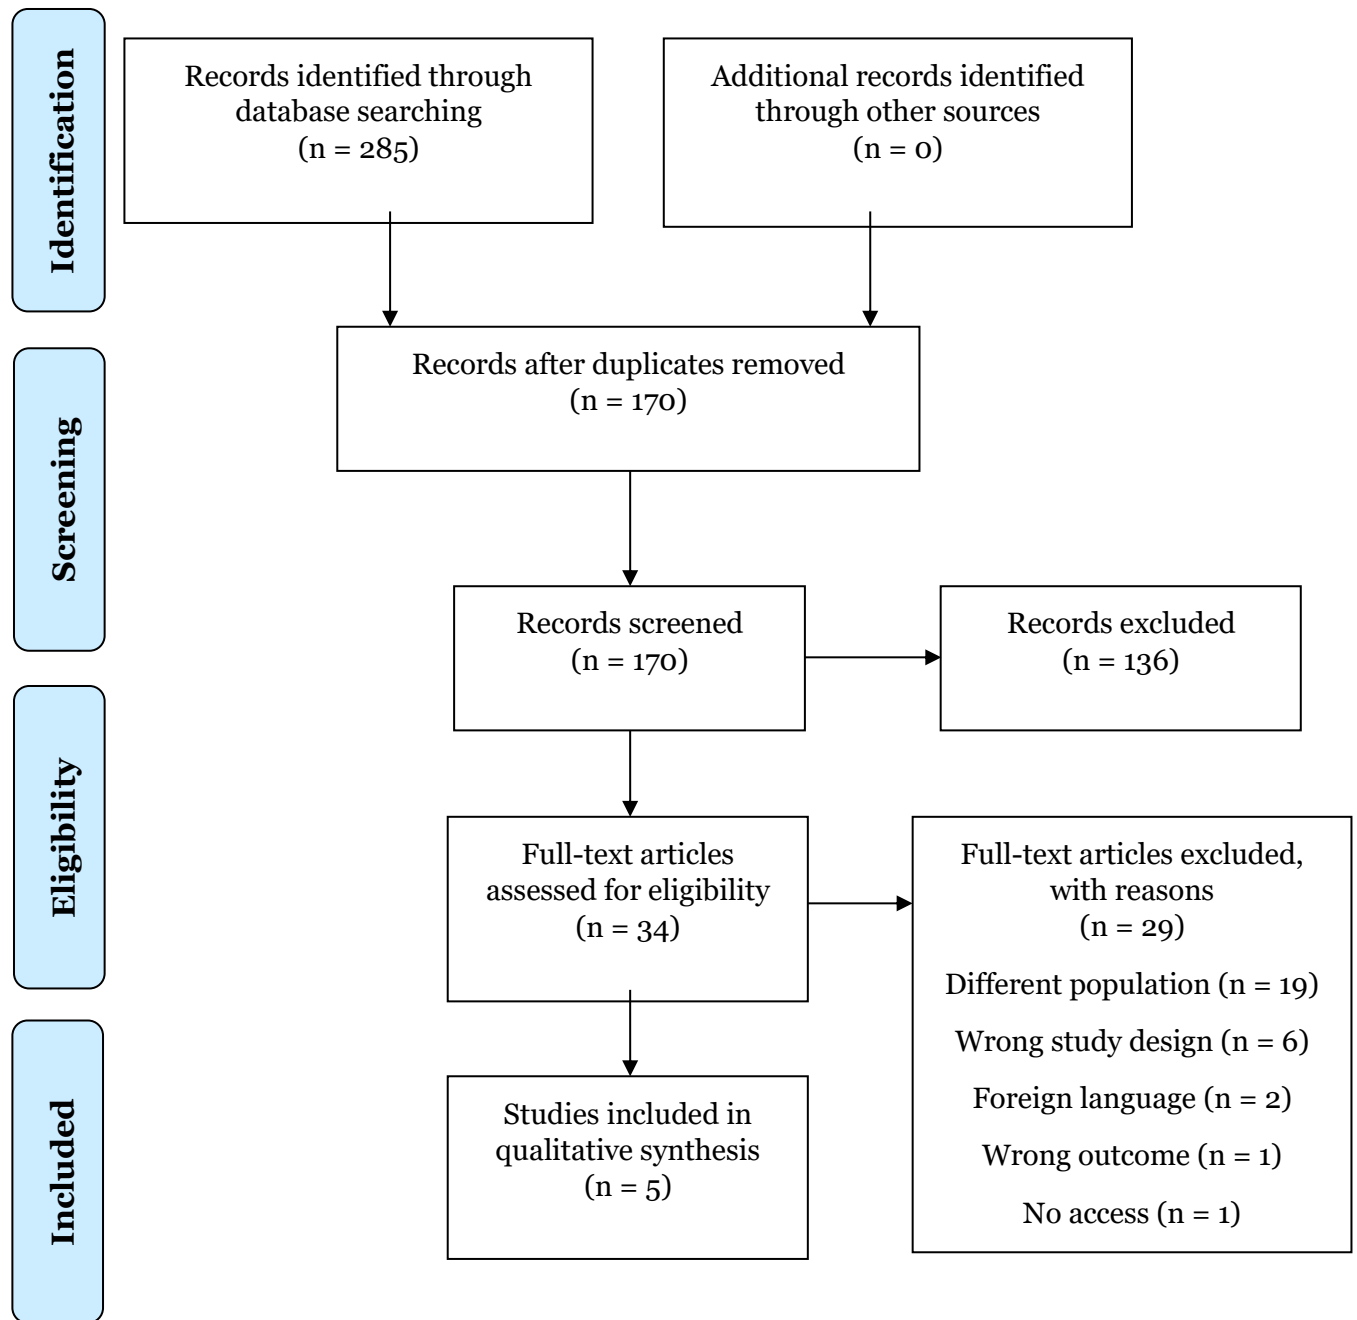 Identification
Records identified through
database searching
(n = 285)
Additional records identified
through other sources
(n = 0)
Records after duplicates removed
(n = 170)
Screening
Records screened
(n = 170)
Records excluded
(n = 136)
Eligibility
Full-text articles
assessed for eligibility
(n = 34)
Full-text articles excluded,
with reasons
(n = 29)
Different population (n = 19)
Wrong study design (n = 6)
Foreign language (n = 2)
Wrong outcome (n = 1)
No access (n = 1)
Included
Studies included in
qualitative synthesis
(n = 5)